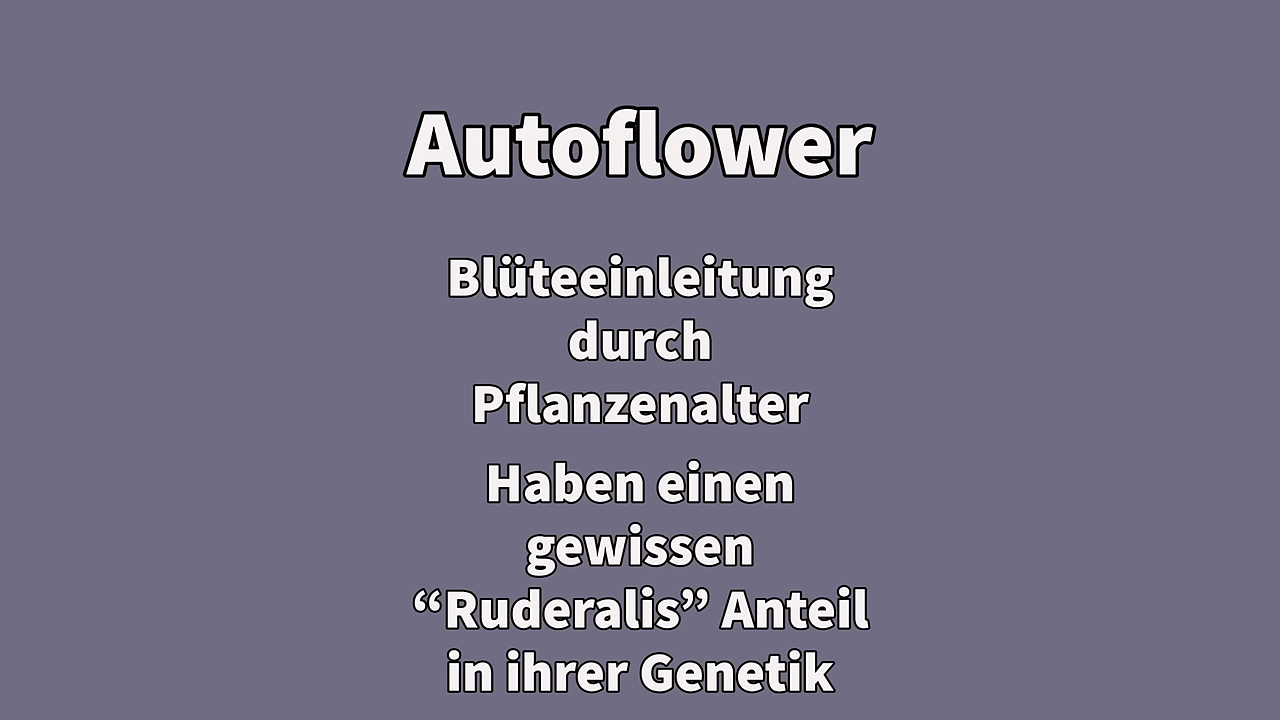 Autoflower
Blüteeinleitung
durch
Pflanzenalter
Haben einen
gewissen
“Ruderalis” Anteil
in ihrer Genetik